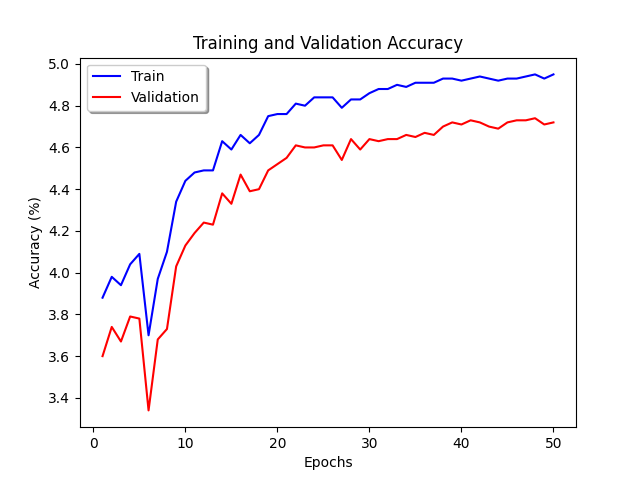 Training and Validation Accuracy
Train
Validation
Accuracy (%)
5.0
4.8
4.6
4.4
4.2
4.0
3.8
3.6
3.4
0 10 20 30 40 50
Epochs